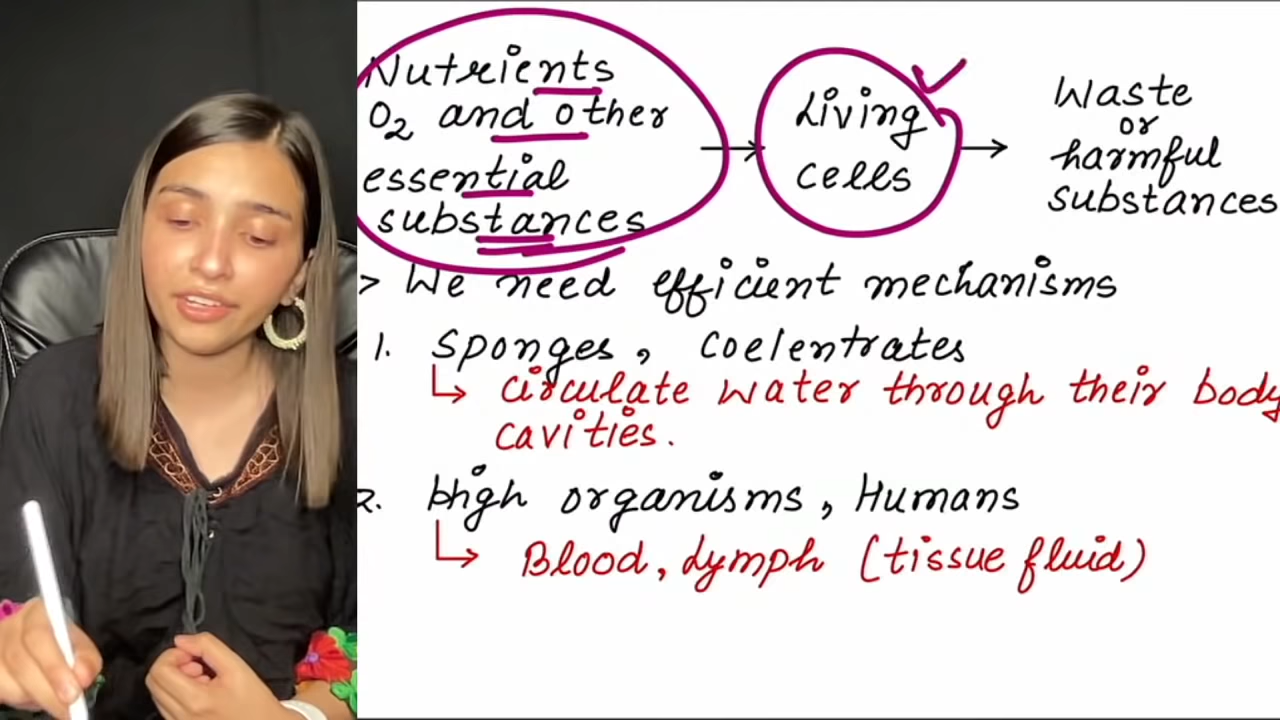 Nutrients
O2 and other
essential
substances
→ Living
cells
→ Waste
or
harmful
substances
> We need efficient mechanisms
1. Sponges, Coelentrates
↳ circulate water through their body
cavities.
2. High organisms, Humans
↳ Blood, Lymph (tissue fluid)